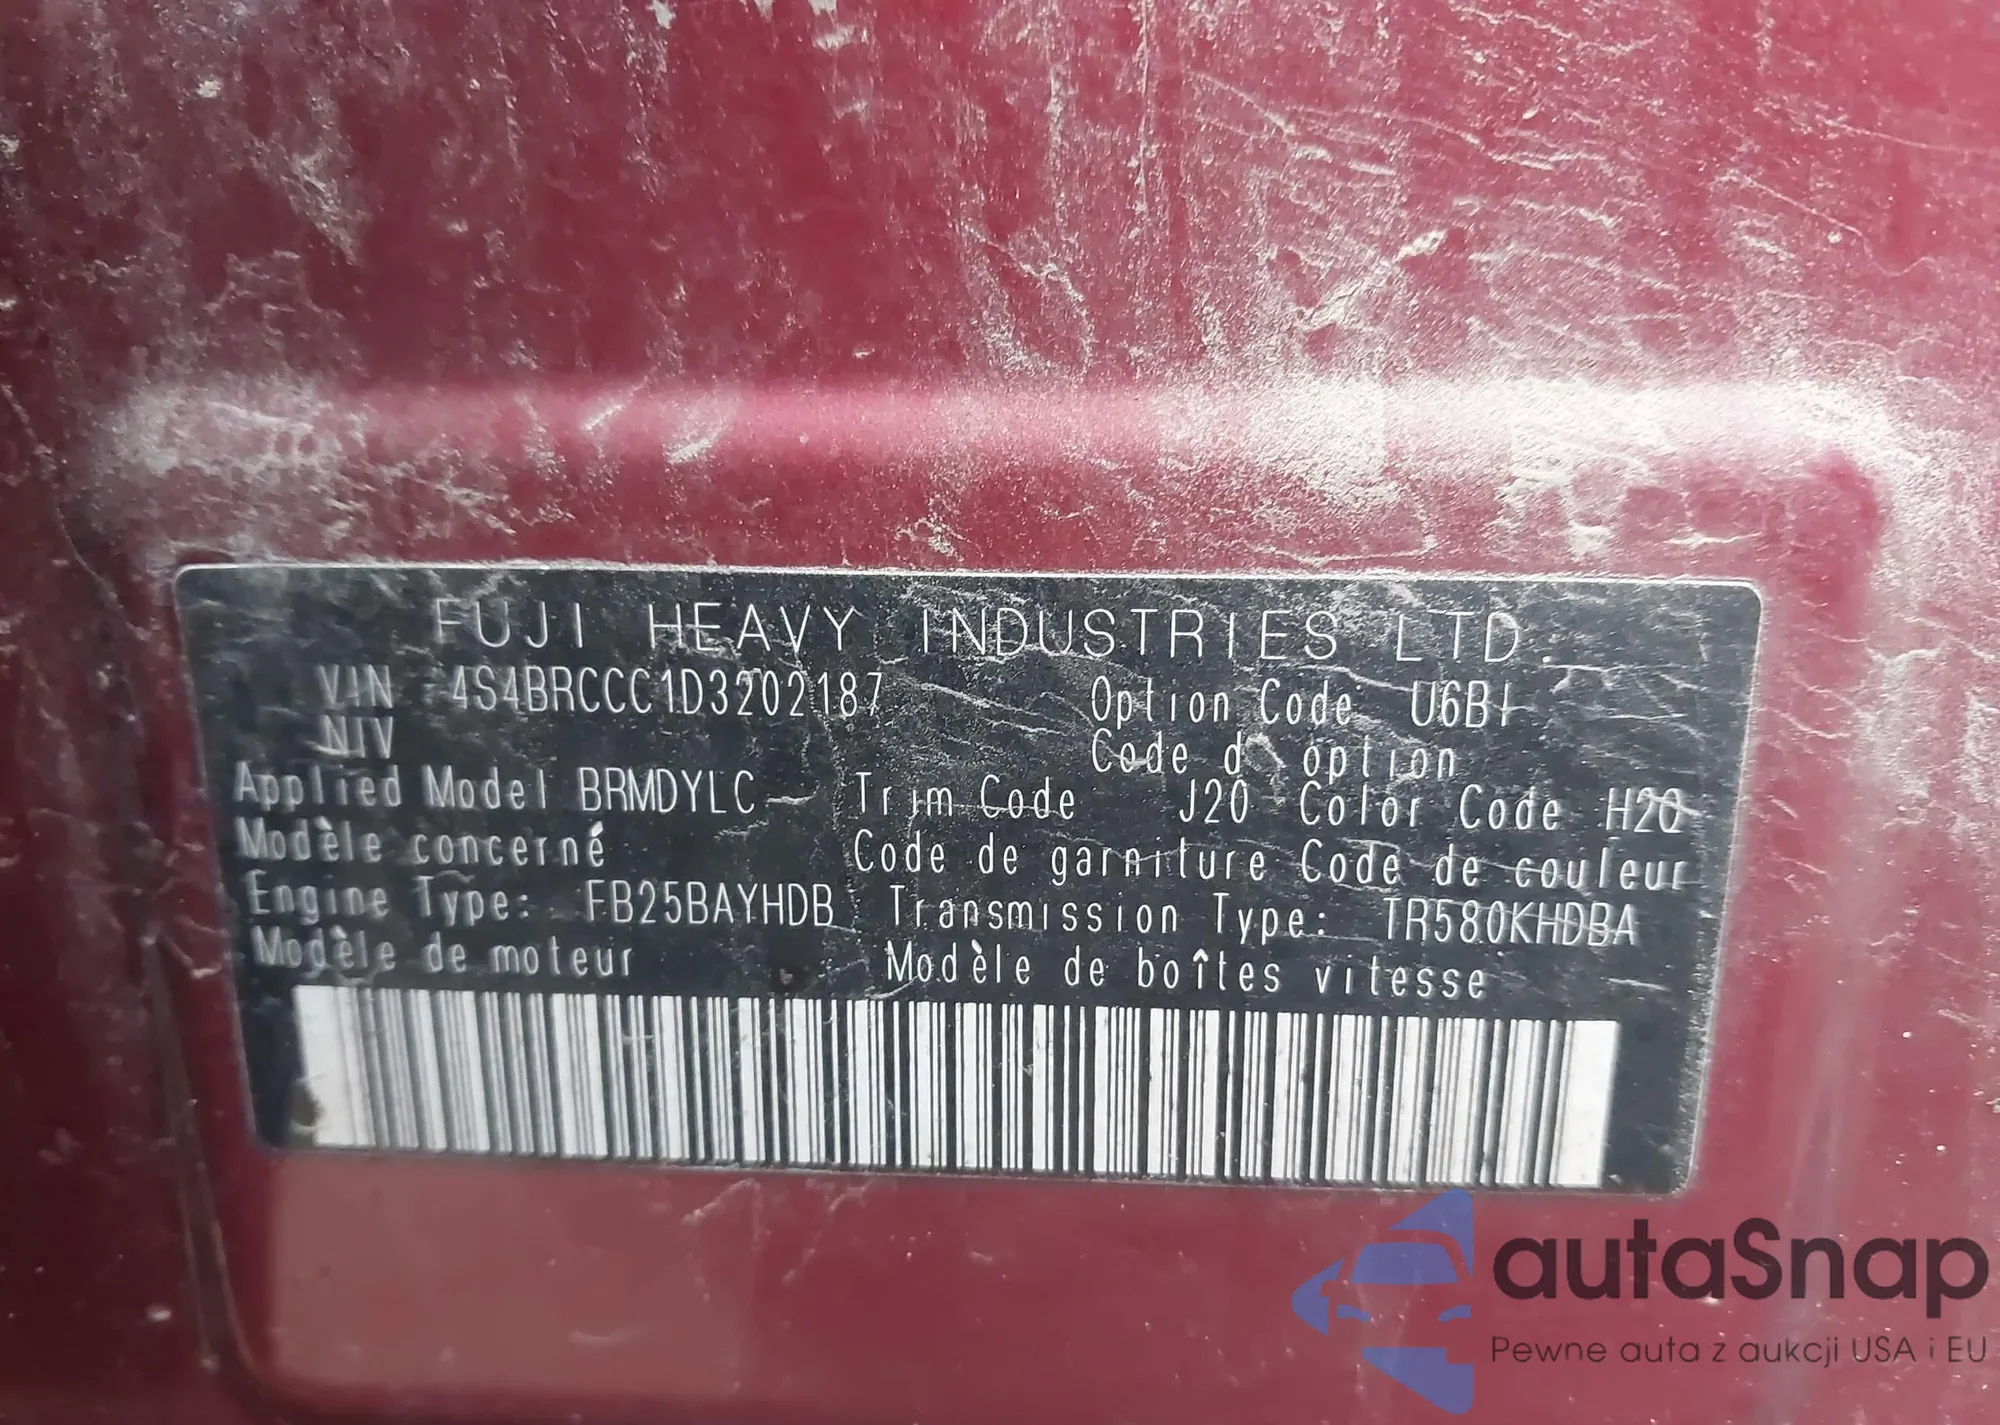 FUJI HEAVY INDUSTRIES LTD.
VIN 4S4BRCCC1D3202187 Option Code U6BI
NIV Code d' option
Applied Model BRMDYLC Trim Code J20 Color Code H2Q
Modèle concerné Code de garniture Code de couleur
Engine Type: FB25BAYHDB Transmission Type: TR580KHDBA
Modèle de moteur Modèle de boîtes vitesse
autaSnap
Pewne auta z aukcji USA i EU